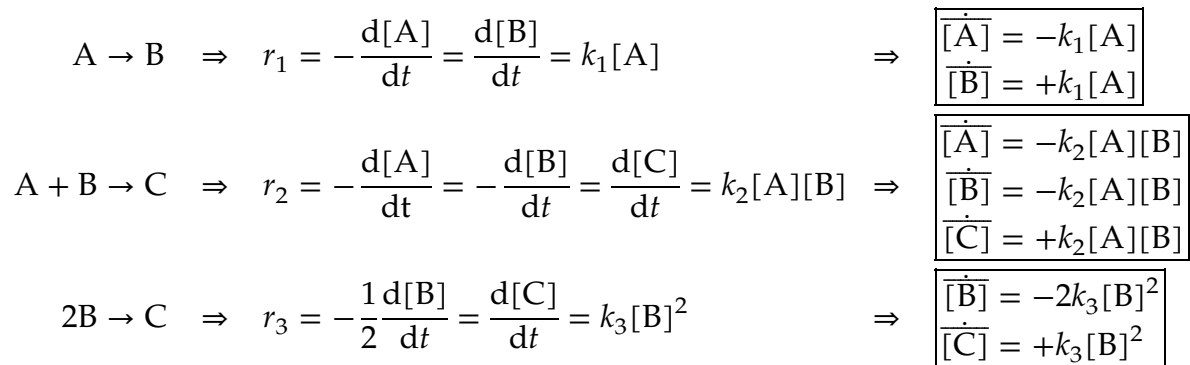 A → B ⇒ r₁ = −d[A]/dt = d[B]/dt = k₁[A] ⇒ [Ȧ] = −k₁[A]
[Ḃ] = +k₁[A]
A + B → C ⇒ r₂ = −d[A]/dt = −d[B]/dt = d[C]/dt = k₂[A][B] ⇒ [Ȧ] = −k₂[A][B]
[Ḃ] = −k₂[A][B]
[Ċ] = +k₂[A][B]
2B → C ⇒ r₃ = −1/2 d[B]/dt = d[C]/dt = k₃[B]² ⇒ [Ḃ] = −2k₃[B]²
[Ċ] = +k₃[B]²